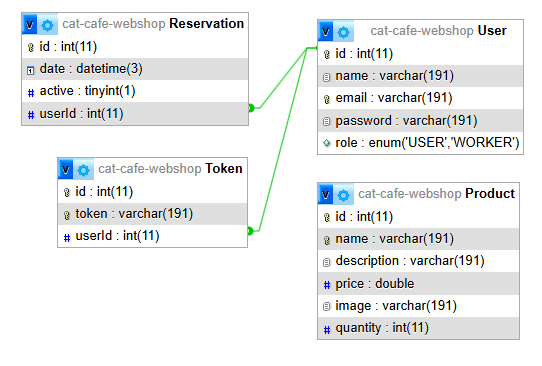 cat-cafe-webshop Reservation
id : int(11)
date : datetime(3)
active : tinyint(1)
userId : int(11)
cat-cafe-webshop User
id : int(11)
name : varchar(191)
email : varchar(191)
password : varchar(191)
role : enum('USER','WORKER')
cat-cafe-webshop Token
id : int(11)
token : varchar(191)
userId : int(11)
cat-cafe-webshop Product
id : int(11)
name : varchar(191)
description : varchar(191)
price : double
image : varchar(191)
quantity : int(11)